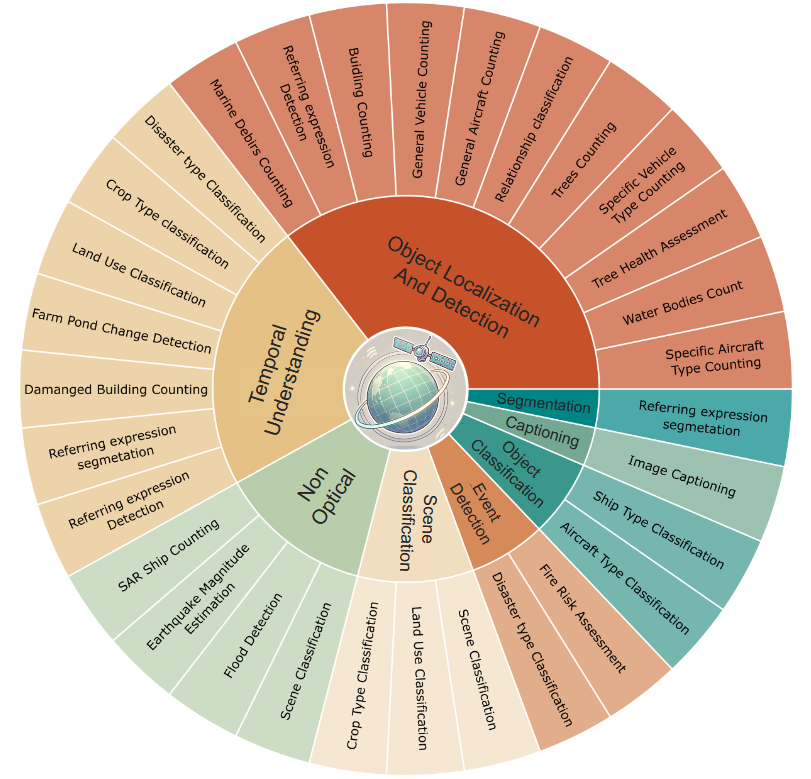 Object Localization
And Detection
Marine Debirs Counting
Referring expression
Detection
Buidling Counting
General Vehicle Counting
General Aircraft Counting
Relationship classification
Trees Counting
Specific Vehicle
Type Counting
Tree Health Assessment
Water Bodies Count
Specific Aircraft
Type Counting
Segmentation
Referring expression
segmetation
Captioning
Image Captioning
Object
Classification
Ship Type Classification
Aircraft Type Classification
Event
Detection
Fire Risk Assessment
Disaster type Classification
Scene
Classification
Scene Classification
Land Use Classification
Crop Type Classification
Non
Optical
Scene Classification
Flood Detection
Earthquake Magnitude
Estimation
SAR Ship Counting
Temporal
Understanding
Referring expression
Detection
Referring expression
segmetation
Damanged Building Counting
Farm Pond Change Detection
Land Use Classification
Crop Type classification
Disaster type Classification